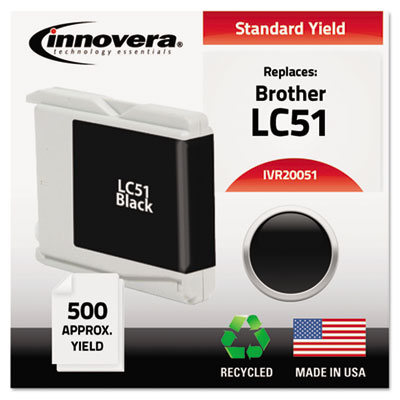 innovera®
technology essentials
Standard Yield
Replaces:
Brother
LC51
IVR20051
LC51
Black
500
APPROX.
YIELD
RECYCLED
MADE IN USA